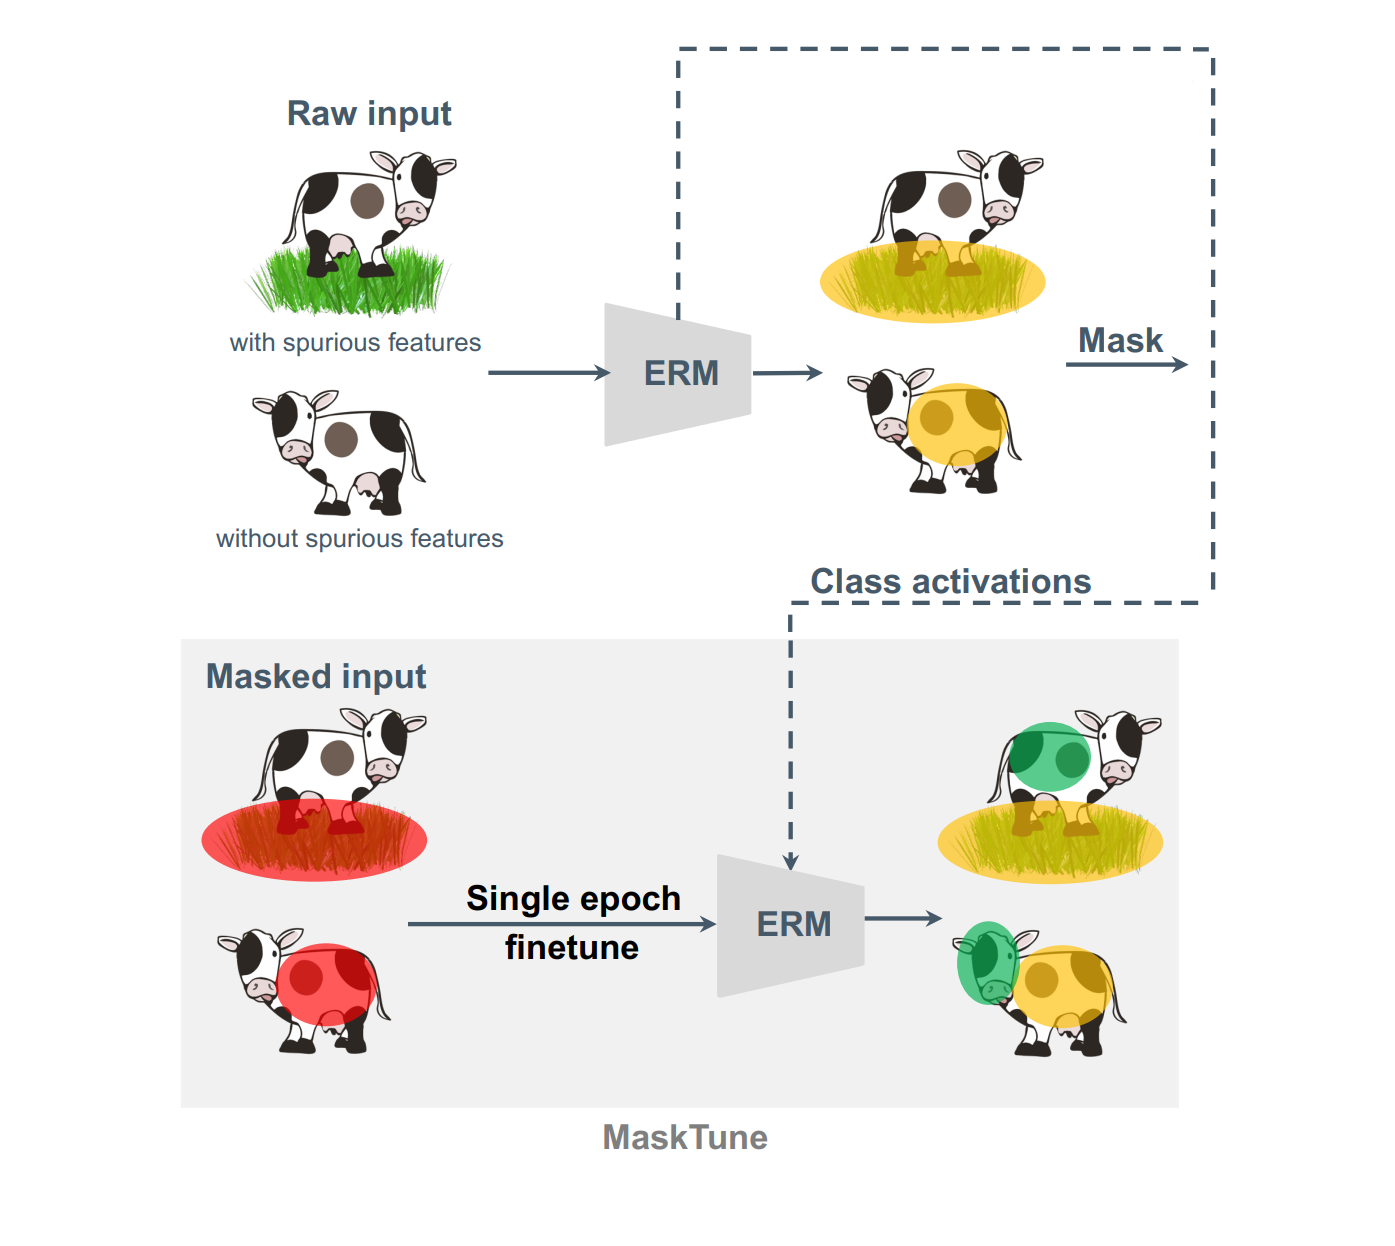 Raw input
with spurious features
ERM
Mask
without spurious features
Class activations
Masked input
Single epoch
finetune
ERM
MaskTune